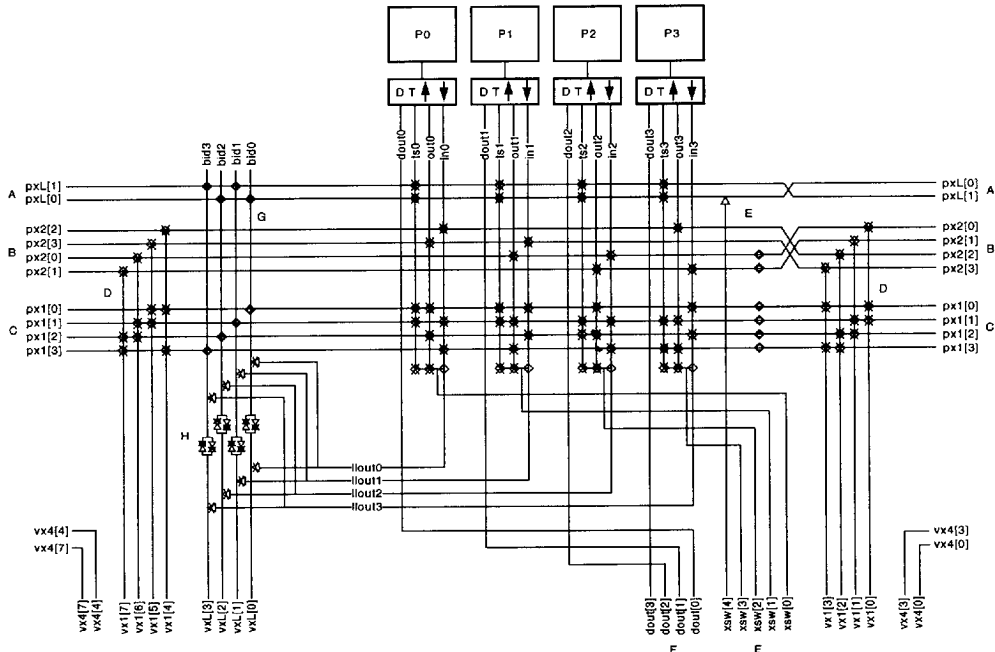 P0 P1 P2 P3
D T D T D T D T
dout0 ts0 out0 in0 dout1 ts1 out1 in1 dout2 ts2 out2 in2 dout3 ts3 out3 in3
bid3 bid2 bid1 bid0
A pxL[1] pxL[0] A
pxL[0] pxL[1]
G E
px2[2] px2[0]
px2[3] px2[1]
B B
px2[0] px2[2]
px2[1] px2[3]
D D
px1[0] px1[0]
px1[1] px1[1]
C C
px1[2] px1[2]
px1[3] px1[3]
H
llout0
llout1
llout2
llout3
vx4[4] vx4[3]
vx4[7] vx4[0]
vx4[7] vx4[4] vx1[7] vx1[6] vx1[5] vx1[4] vxL[3] vxL[2] vxL[1] vxL[0] dout[3] dout[2] dout[1] dout[0] xsw[4] xsw[3] xsw[2] xsw[1] xsw[0] vx1[3] vx1[2] vx1[1] vx1[0] vx4[3] vx4[0]
F F